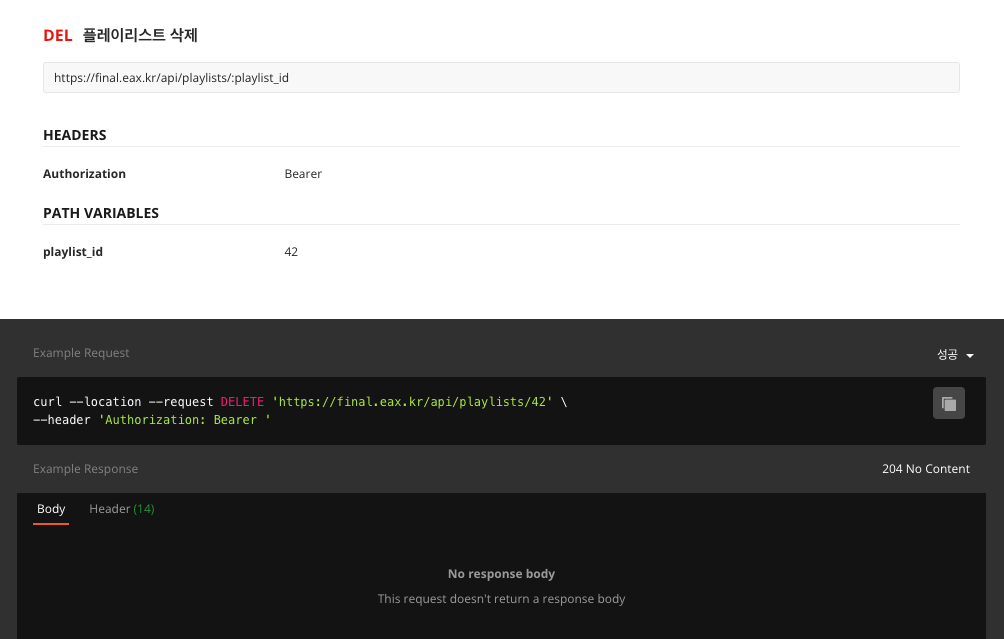 DEL 플레이리스트 삭제
https://final.eax.kr/api/playlists/:playlist_id
HEADERS
Authorization Bearer
PATH VARIABLES
playlist_id 42
Example Request 성공
curl --location --request DELETE 'https://final.eax.kr/api/playlists/42' \
--header 'Authorization: Bearer '
Example Response 204 No Content
Body Header (14)
No response body
This request doesn't return a response body